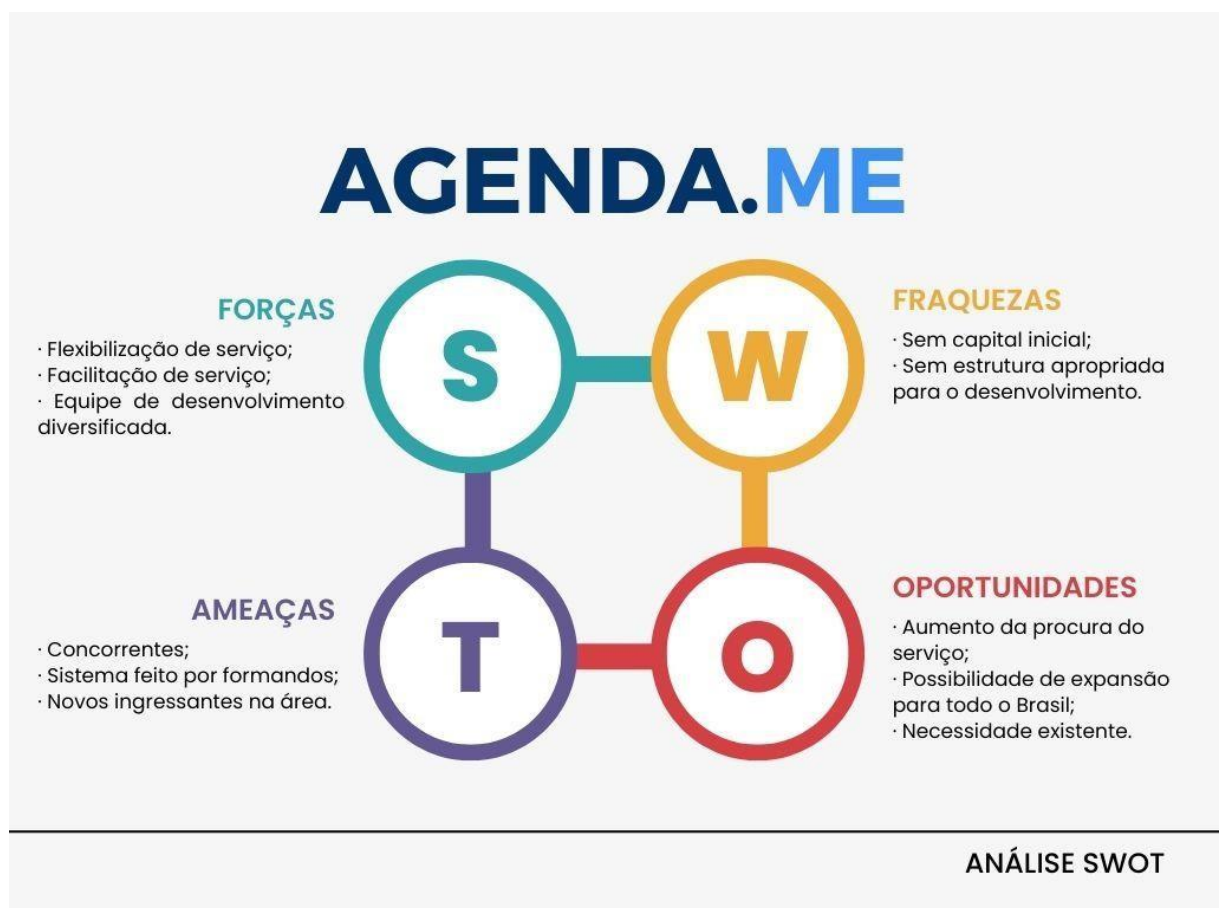 AGENDA.ME
FORÇAS
· Flexibilização de serviço;
· Facilitação de serviço;
· Equipe de desenvolvimento
diversificada.
S
W
FRAQUEZAS
· Sem capital inicial;
· Sem estrutura apropriada
para o desenvolvimento.
AMEAÇAS
· Concorrentes;
· Sistema feito por formandos;
· Novos ingressantes na área.
T
O
OPORTUNIDADES
· Aumento da procura do
serviço;
· Possibilidade de expansão
para todo o Brasil;
· Necessidade existente.
ANÁLISE SWOT